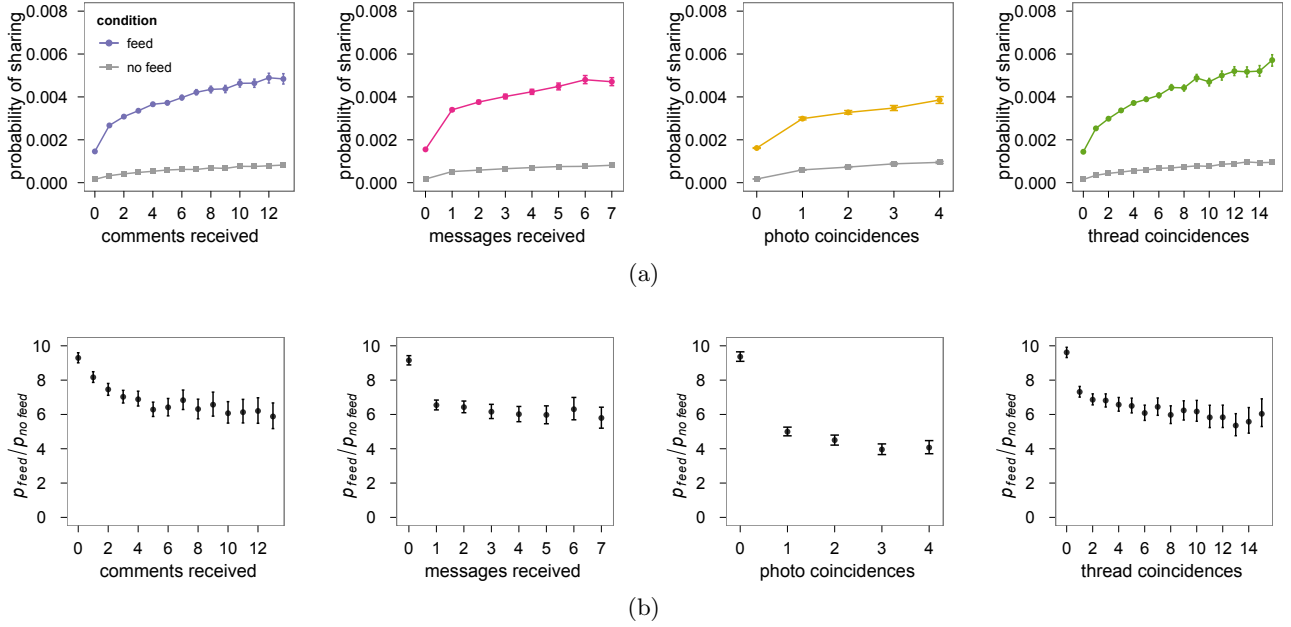 condition
feed
no feed
probability of sharing
0.008
0.006
0.004
0.002
0.000
0 2 4 6 8 10 12
comments received
probability of sharing
0.008
0.006
0.004
0.002
0.000
0 1 2 3 4 5 6 7
messages received
probability of sharing
0.008
0.006
0.004
0.002
0.000
0 1 2 3 4
photo coincidences
probability of sharing
0.008
0.006
0.004
0.002
0.000
0 2 4 6 8 10 12 14
thread coincidences
(a)
p feed / p no feed
10
8
6
4
2
0
0 2 4 6 8 10 12
comments received
p feed / p no feed
10
8
6
4
2
0
0 1 2 3 4 5 6 7
messages received
p feed / p no feed
10
8
6
4
2
0
0 1 2 3 4
photo coincidences
p feed / p no feed
10
8
6
4
2
0
0 2 4 6 8 10 12 14
thread coincidences
(b)